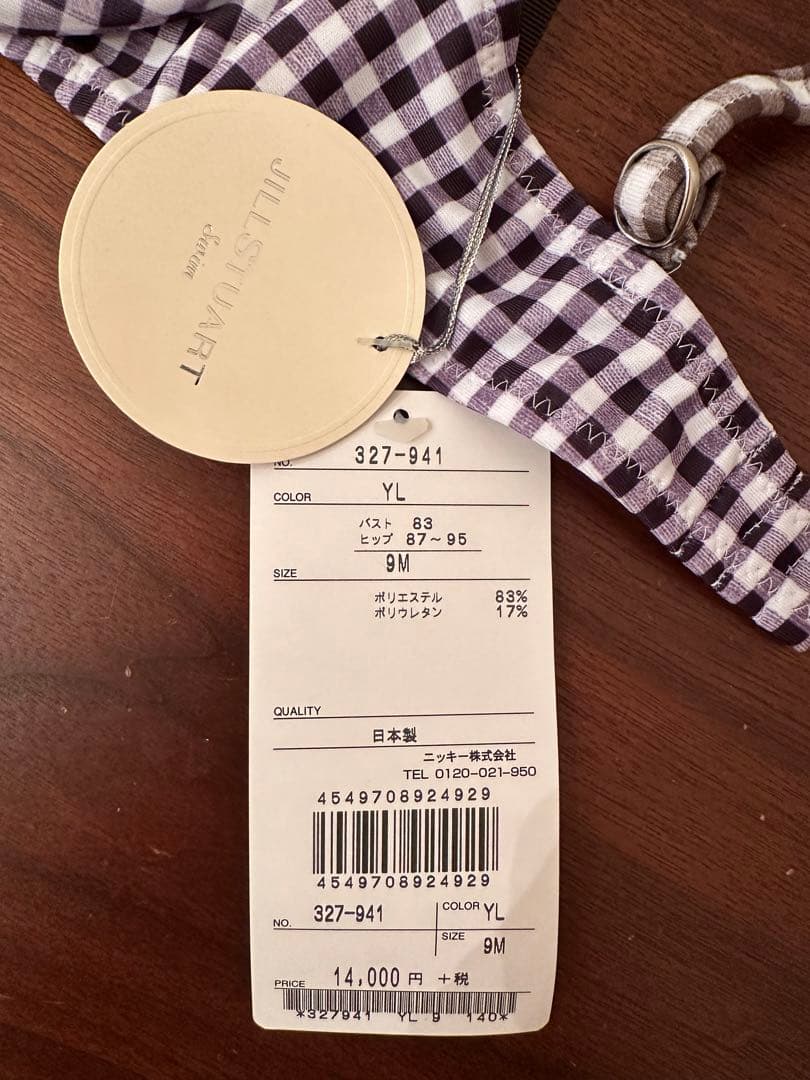 JILLSTUART
Swim
NO. 327-941
COLOR YL
バスト 83
ヒップ 87～95
SIZE 9M
ポリエステル 83%
ポリウレタン 17%
QUALITY
日本製
ニッキー株式会社
TEL 0120-021-950
4549708924929
4549708924929
NO. 327-941 COLOR YL
SIZE 9M
PRICE 14,000 円 +税
*327941 YL 9 140*